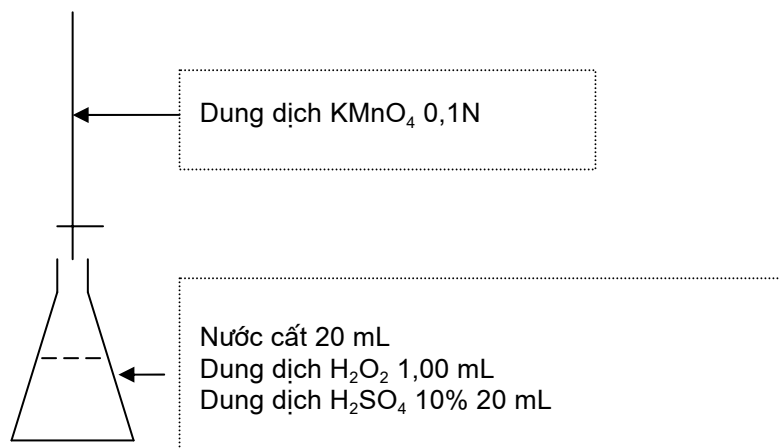 Dung dịch KMnO₄ 0,1N
Nước cất 20 mL
Dung dịch H₂O₂ 1,00 mL
Dung dịch H₂SO₄ 10% 20 mL